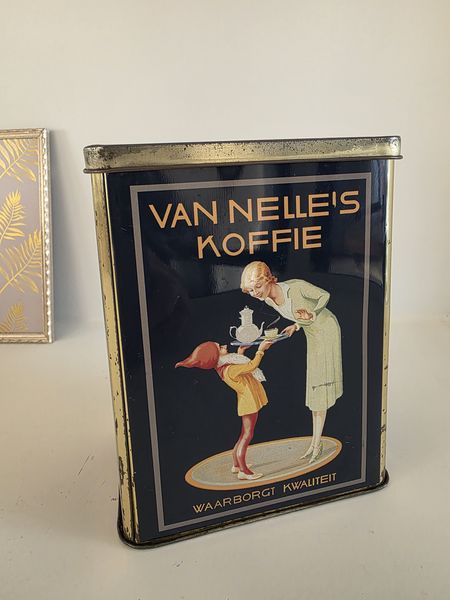 VAN NELLE'S
KOFFIE
WAARBORGT KWALITEIT